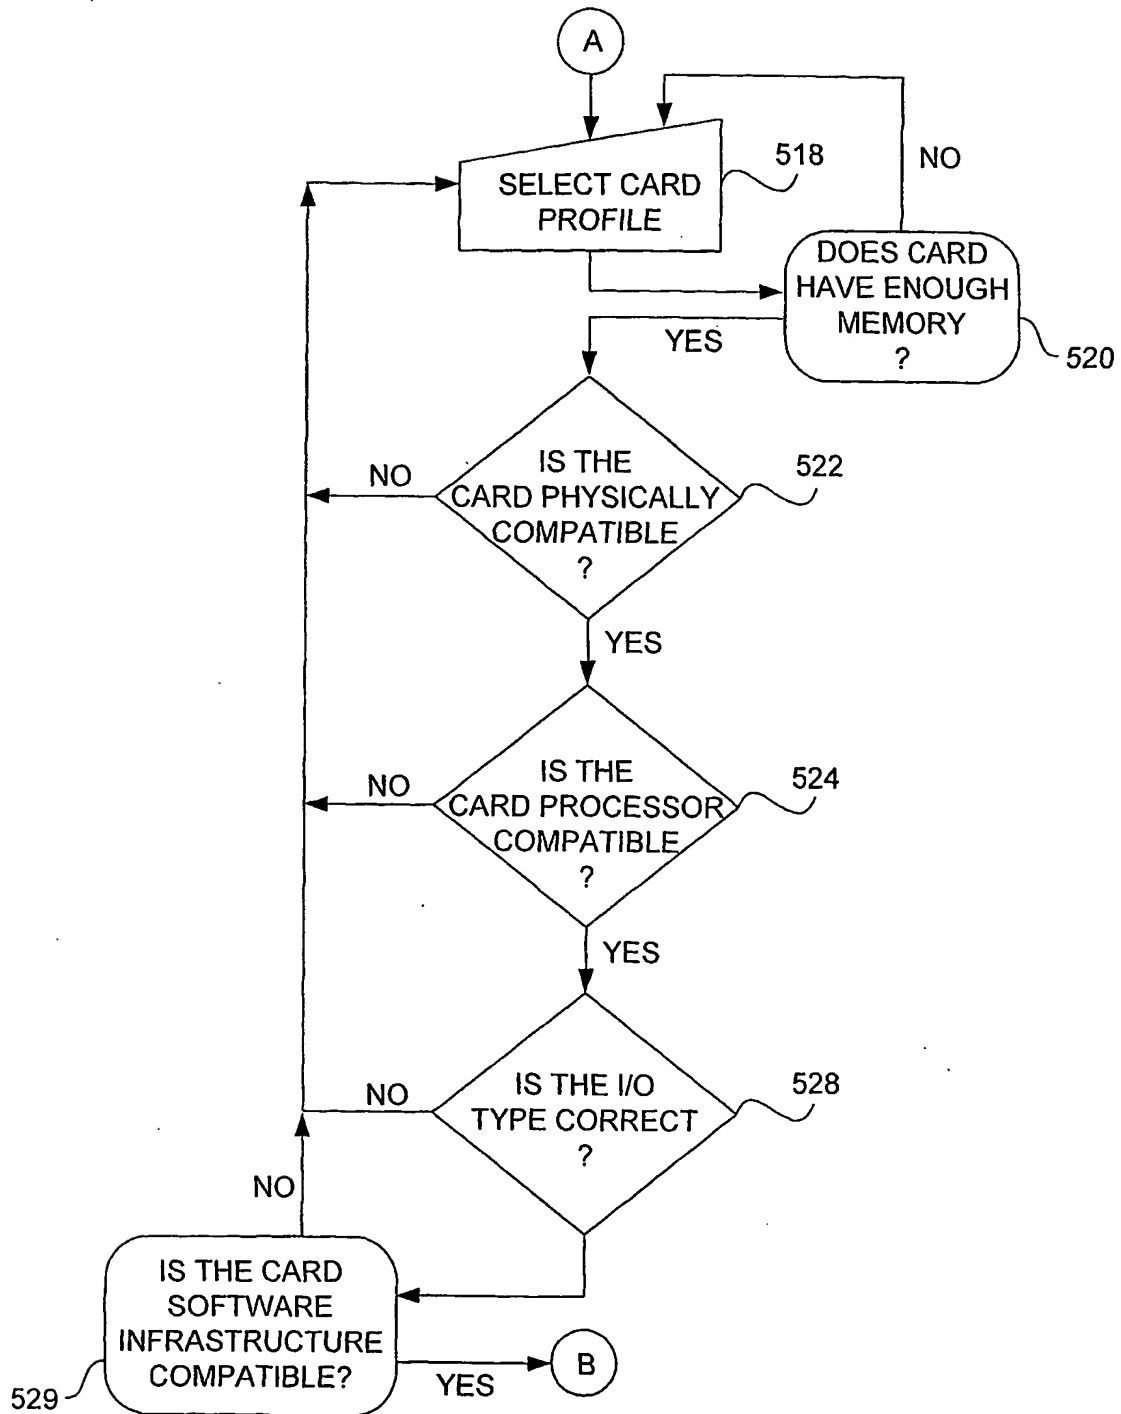 A
SELECT CARD
PROFILE
518
NO
DOES CARD
HAVE ENOUGH
MEMORY
?
520
YES
IS THE
CARD PHYSICALLY
COMPATIBLE
?
522
NO
YES
IS THE
CARD PROCESSOR
COMPATIBLE
?
524
NO
YES
IS THE I/O
TYPE CORRECT
?
528
NO
NO
IS THE CARD
SOFTWARE
INFRASTRUCTURE
COMPATIBLE?
529
YES
B